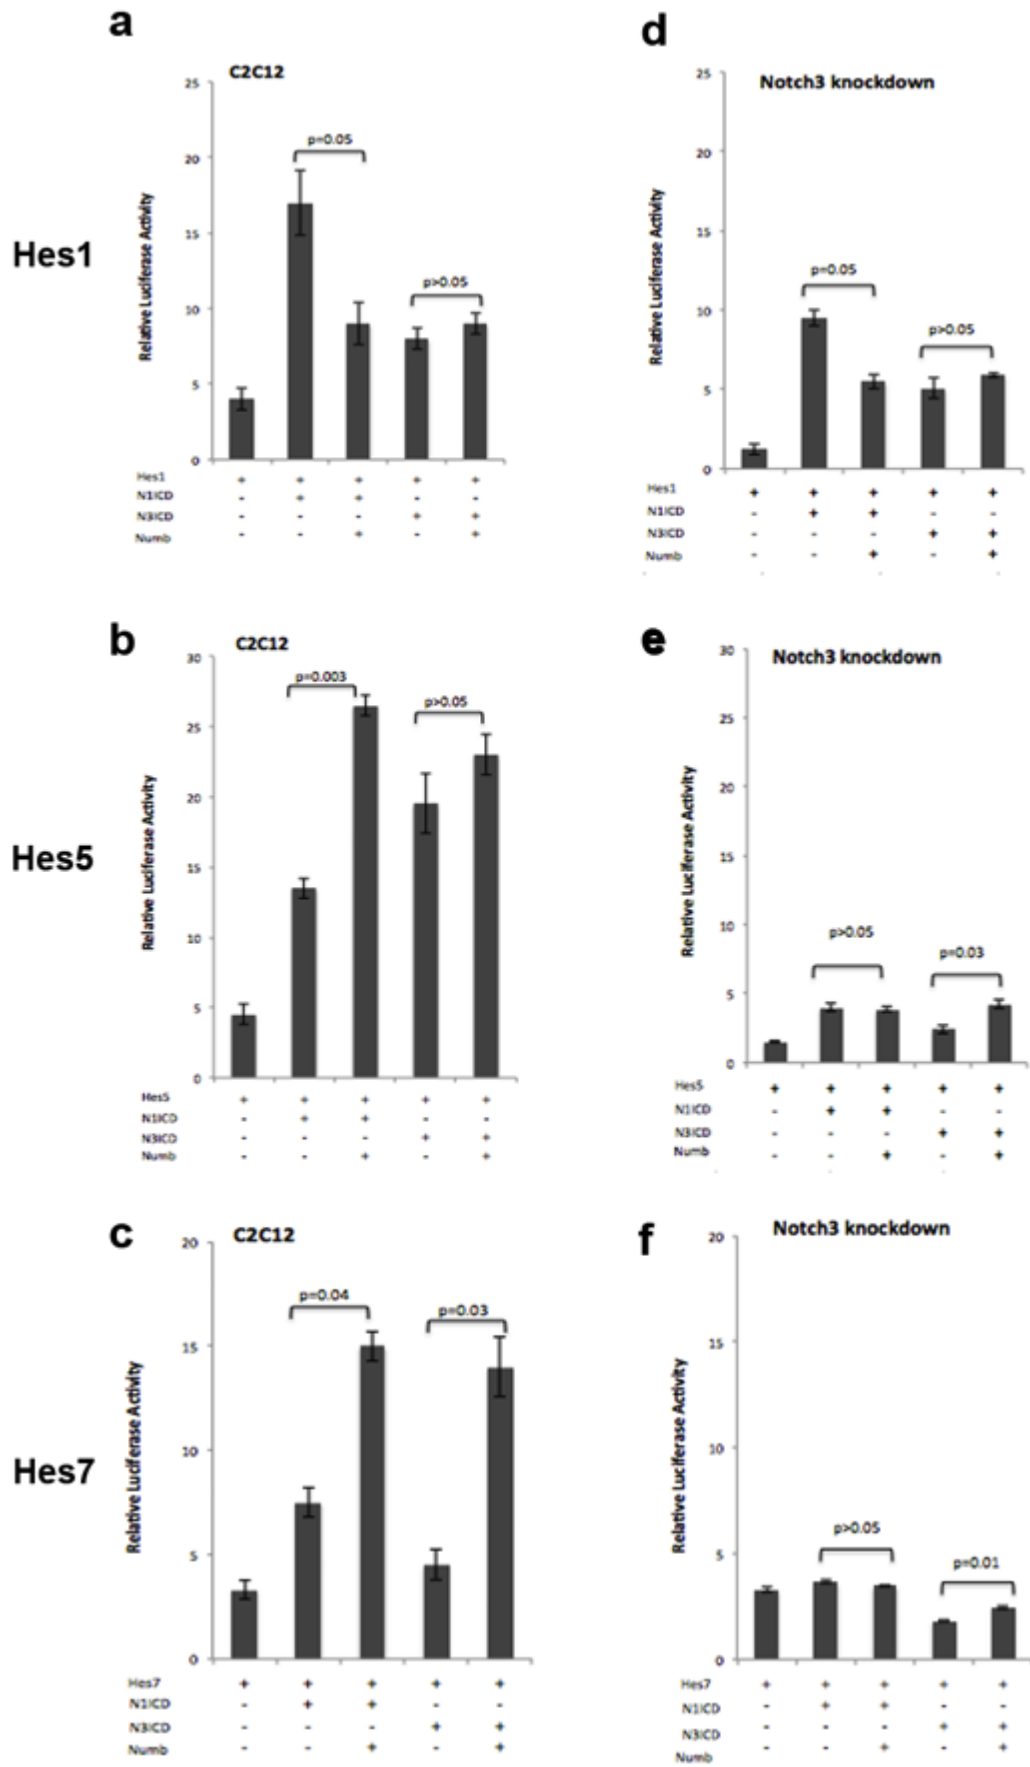 a
C2C12
25
20
15
10
5
0
Relative Luciferase Activity
p=0.05
p>0.05
Hes1
Hes1 + + + + +
N1ICD - + + - -
N3ICD - - - + +
Numb - - + - +
d
Notch3 knockdown
25
20
15
10
5
0
Relative Luciferase Activity
p=0.05
p>0.05
Hes1 + + + + +
N1ICD - + + - -
N3ICD - - - + +
Numb - - + - +
b
C2C12
30
25
20
15
10
5
0
Relative Luciferase Activity
p=0.003
p>0.05
Hes5
Hes5 + + + + +
N1ICD - + + - -
N3ICD - - - + +
Numb - - + - +
e
Notch3 knockdown
30
25
20
15
10
5
0
Relative Luciferase Activity
p>0.05
p=0.03
Hes5 + + + + +
N1ICD - + + - -
N3ICD - - - + +
Numb - - + - +
c
C2C12
20
15
10
5
0
Relative Luciferase Activity
p=0.04
p=0.03
Hes7
Hes7 + + + + +
N1ICD - + + - -
N3ICD - - - + +
Numb - - + - +
f
Notch3 knockdown
20
15
10
5
0
Relative Luciferase Activity
p>0.05
p=0.01
Hes7 + + + + +
N1ICD - + + - -
N3ICD - - - + +
Numb - - + - +